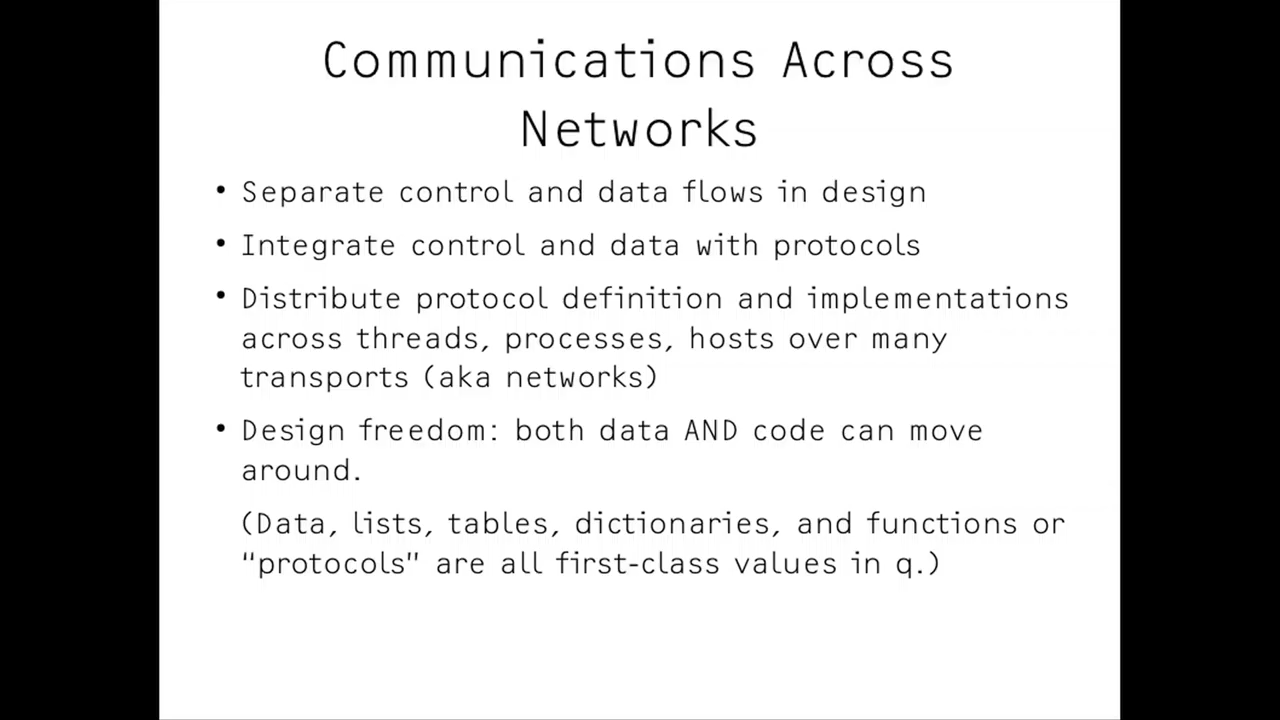 Communications Across
Networks
• Separate control and data flows in design
• Integrate control and data with protocols
• Distribute protocol definition and implementations
across threads, processes, hosts over many
transports (aka networks)
• Design freedom: both data AND code can move
around.
(Data, lists, tables, dictionaries, and functions or
"protocols" are all first-class values in q.)